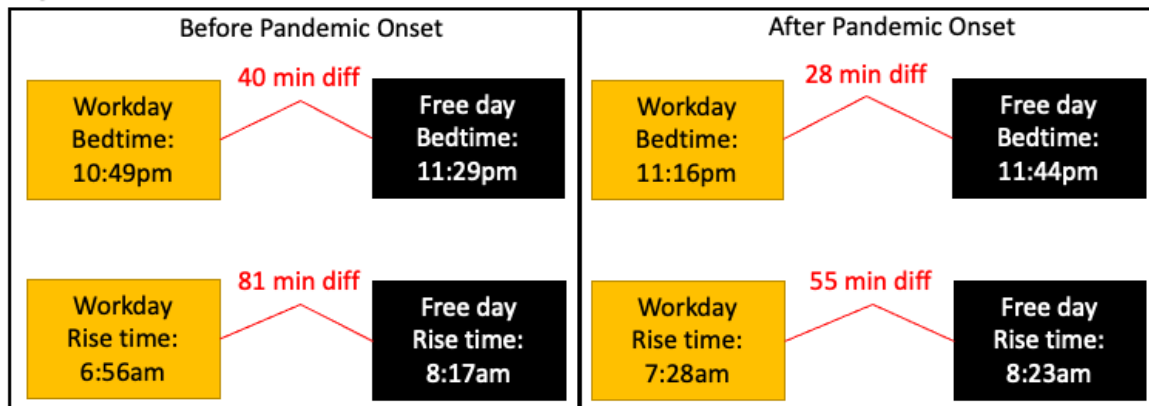 Before Pandemic Onset
40 min diff
Workday
Bedtime:
10:49pm
Free day
Bedtime:
11:29pm
81 min diff
Workday
Rise time:
6:56am
Free day
Rise time:
8:17am
After Pandemic Onset
28 min diff
Workday
Bedtime:
11:16pm
Free day
Bedtime:
11:44pm
55 min diff
Workday
Rise time:
7:28am
Free day
Rise time:
8:23am